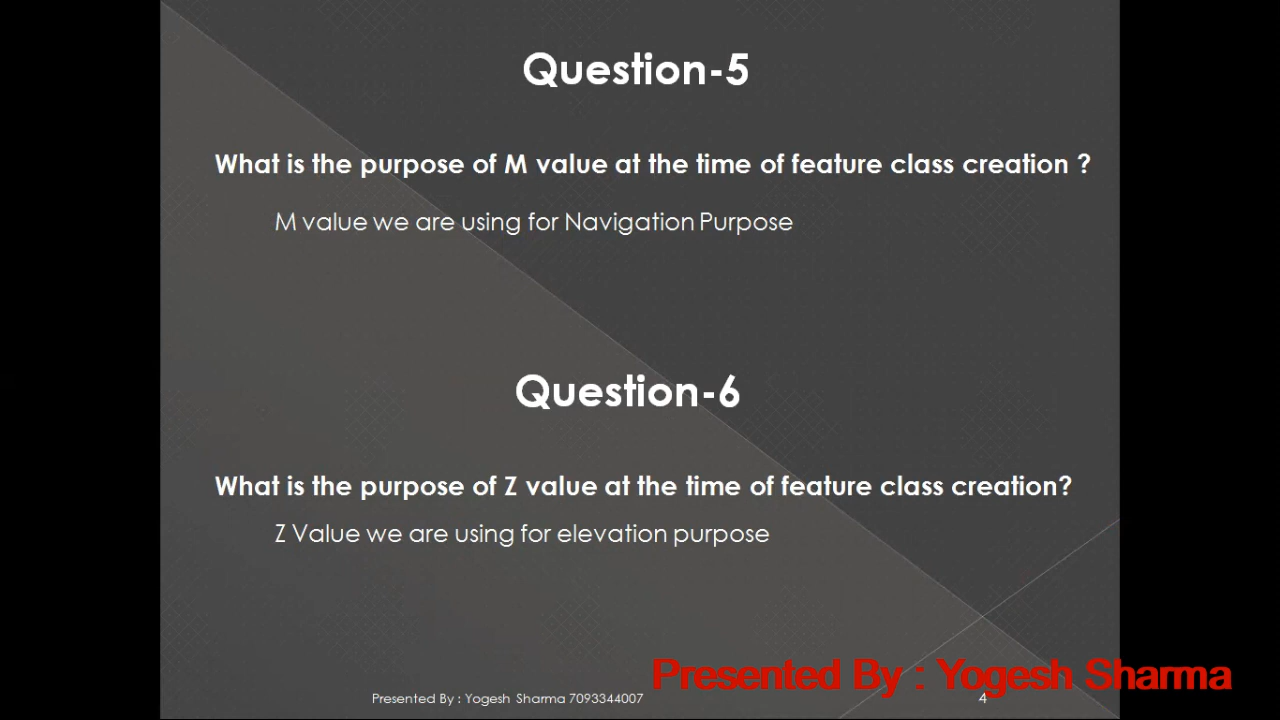 Question-5
What is the purpose of M value at the time of feature class creation ?
M value we are using for Navigation Purpose
Question-6
What is the purpose of Z value at the time of feature class creation?
Z Value we are using for elevation purpose
Presented By : Yogesh Sharma
Presented By : Yogesh Sharma 7093344007
4